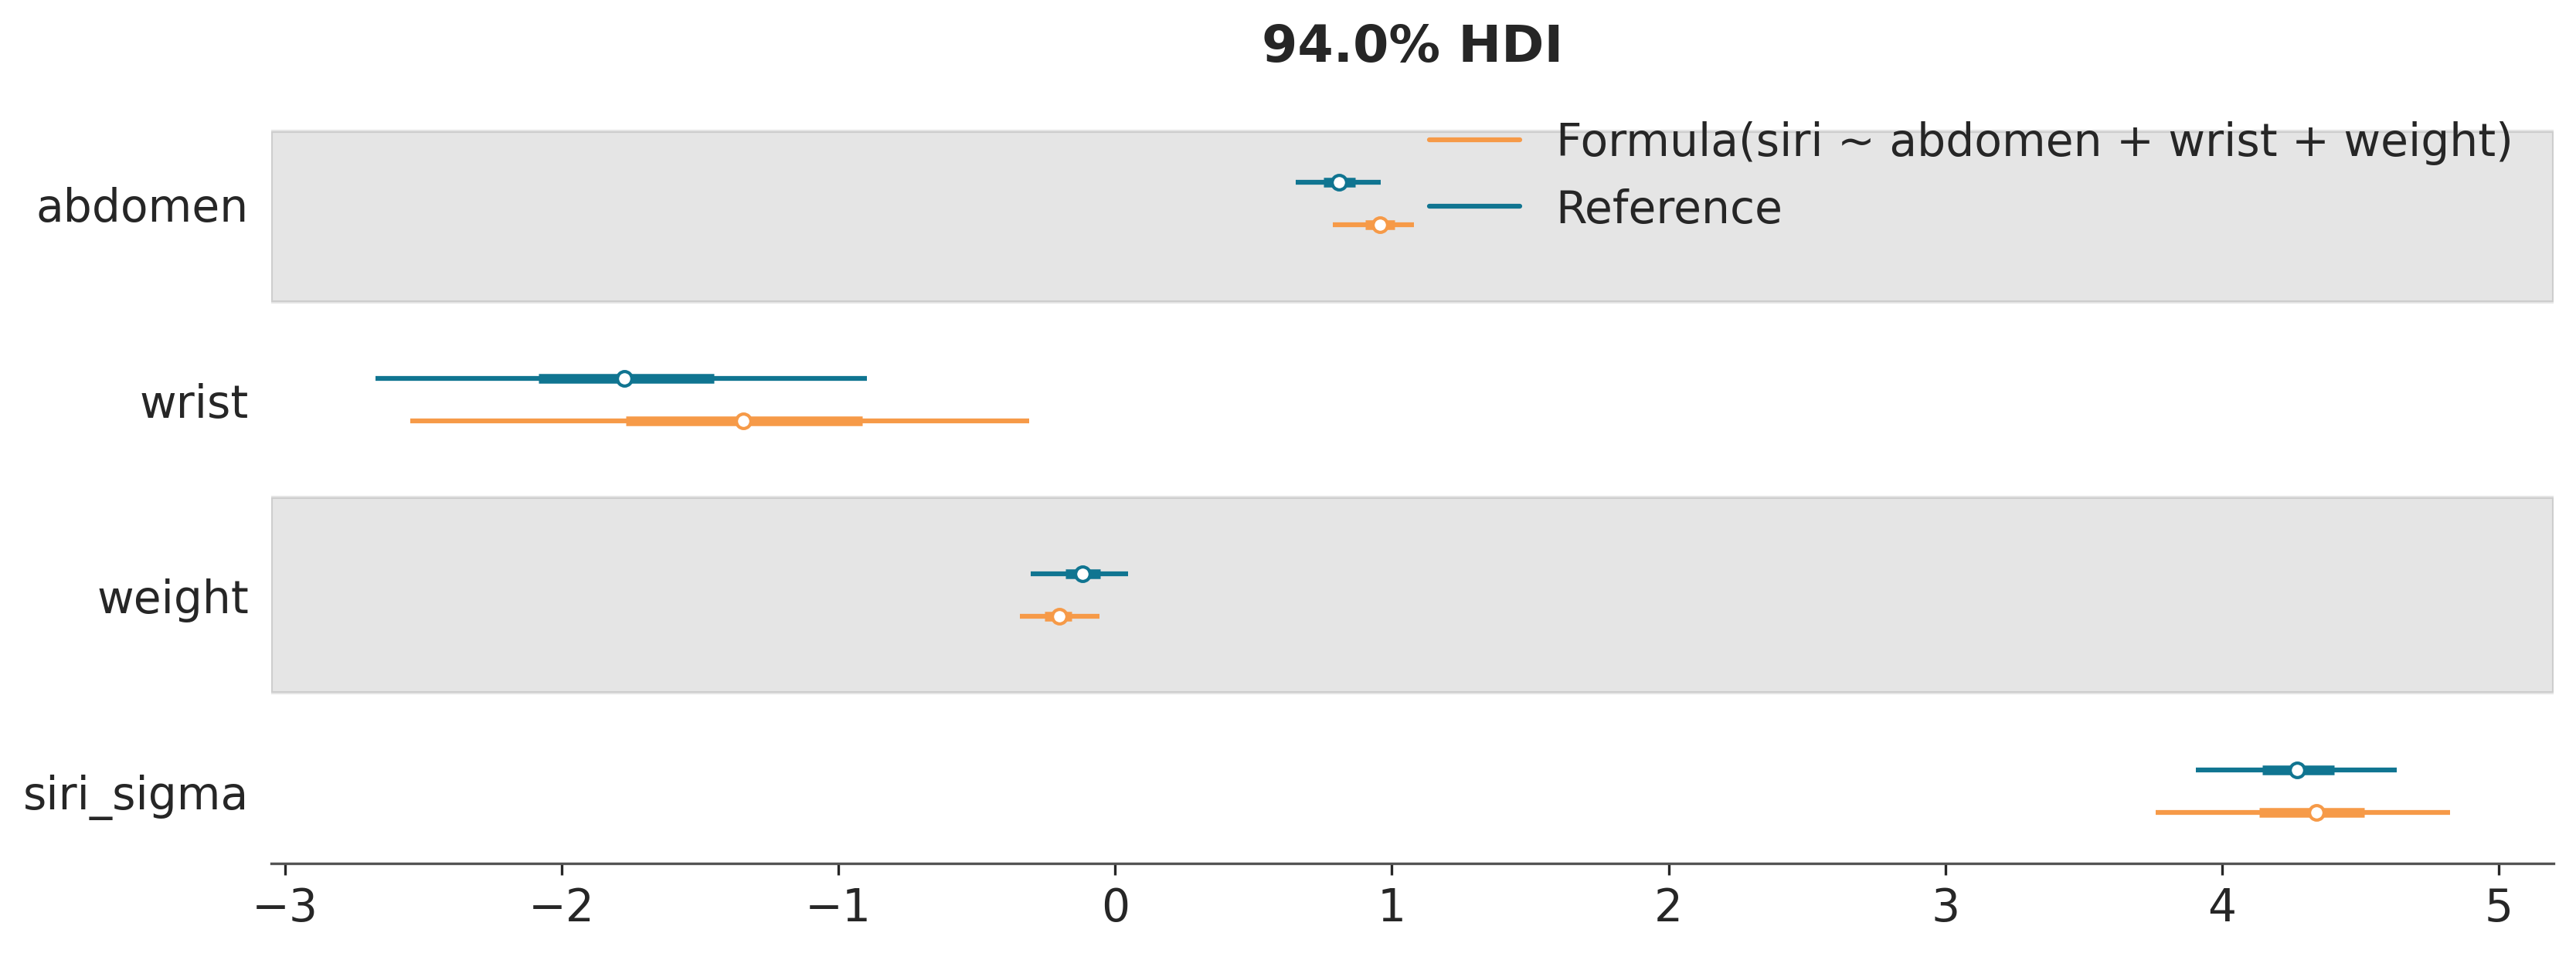 94.0% HDI
Formula(siri ~ abdomen + wrist + weight)
Reference
abdomen
wrist
weight
siri_sigma
−3 −2 −1 0 1 2 3 4 5